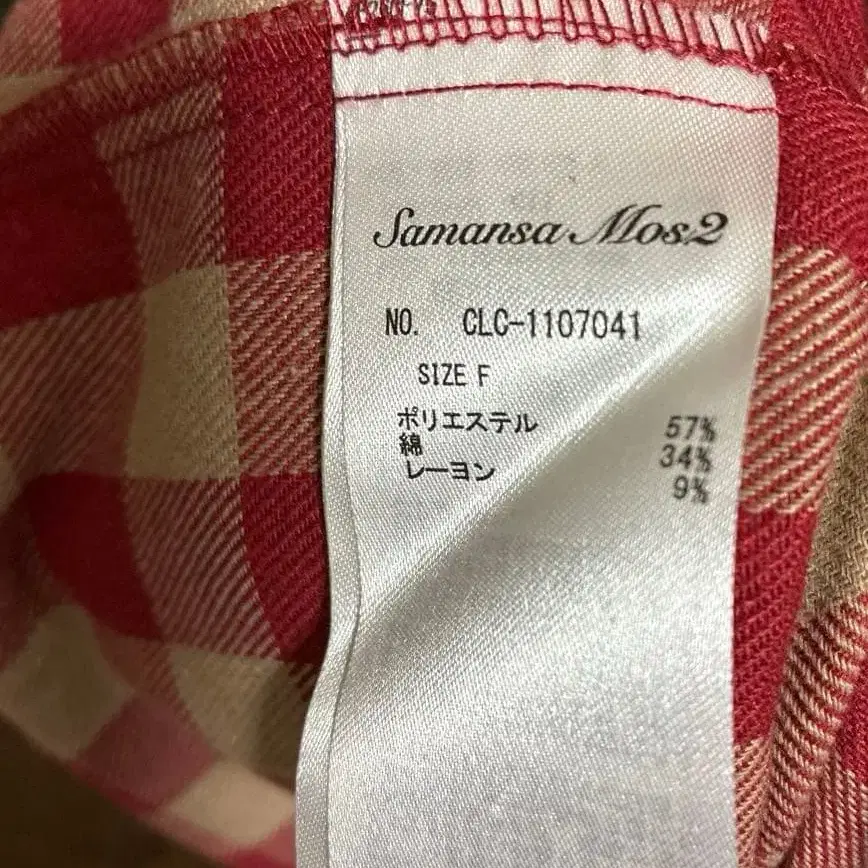 Samansa Mos2
NO. CLC-1107041
SIZE F
ポリエステル 57%
綿 34%
レーヨン 9%